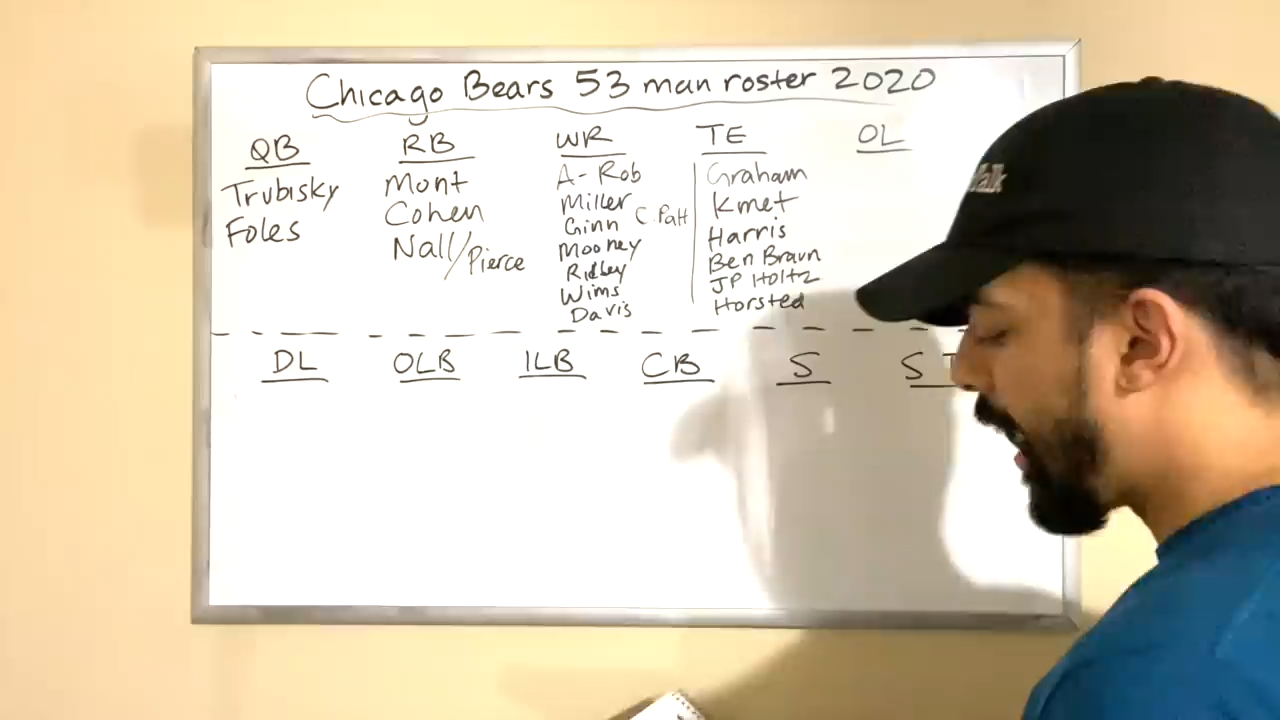 Chicago Bears 53 man roster 2020
QB
Trubisky
Foles
RB
Mont
Cohen
Nall/Pierce
WR
A-Rob
Miller
Ginn C. Patt
Mooney
Ridley
Wims
Davis
TE
Graham
Kmet
Harris
Ben Braun
JP Holtz
Horsted
OL
DL
OLB
ILB
CB
S
S